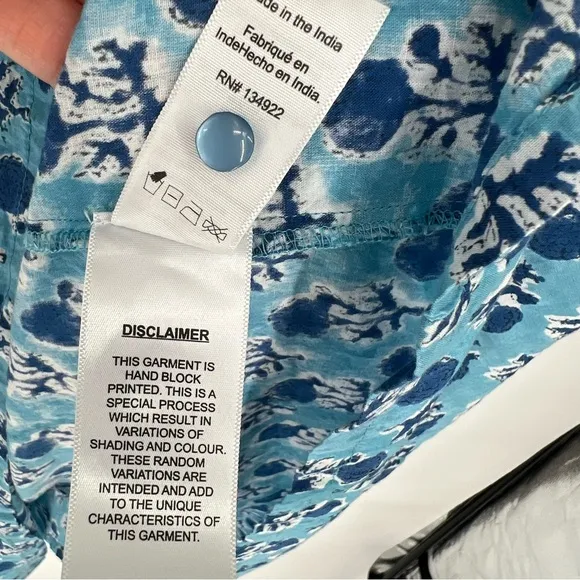 Made in the India
Fabriqué en
IndeHecho en India.
RN# 134922
DISCLAIMER
THIS GARMENT IS
HAND BLOCK
PRINTED. THIS IS A
SPECIAL PROCESS
WHICH RESULT IN
VARIATIONS OF
SHADING AND COLOUR.
THESE RANDOM
VARIATIONS ARE
INTENDED AND ADD
TO THE UNIQUE
CHARACTERISTICS OF
THIS GARMENT.